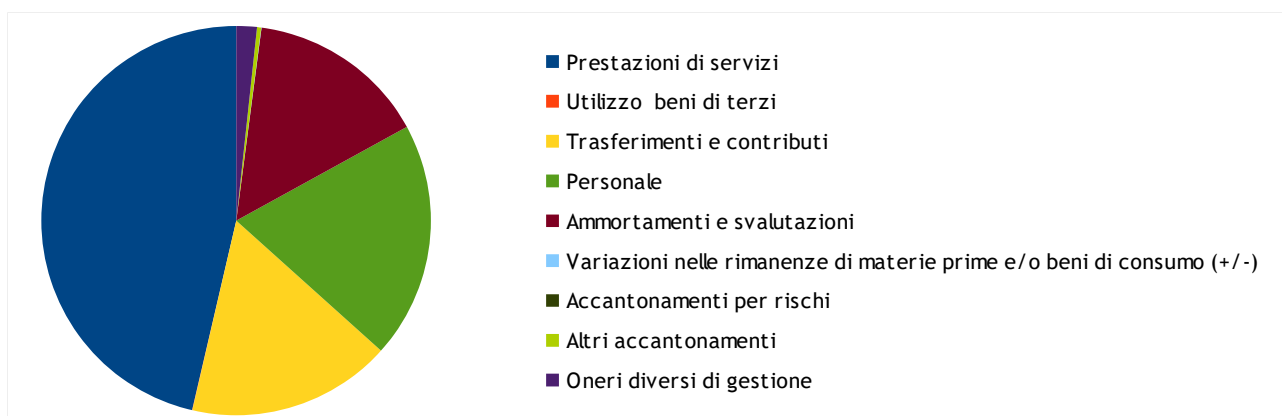 Prestazioni di servizi
Utilizzo beni di terzi
Trasferimenti e contributi
Personale
Ammortamenti e svalutazioni
Variazioni nelle rimanenze di materie prime e/o beni di consumo (+/-)
Accantonamenti per rischi
Altri accantonamenti
Oneri diversi di gestione